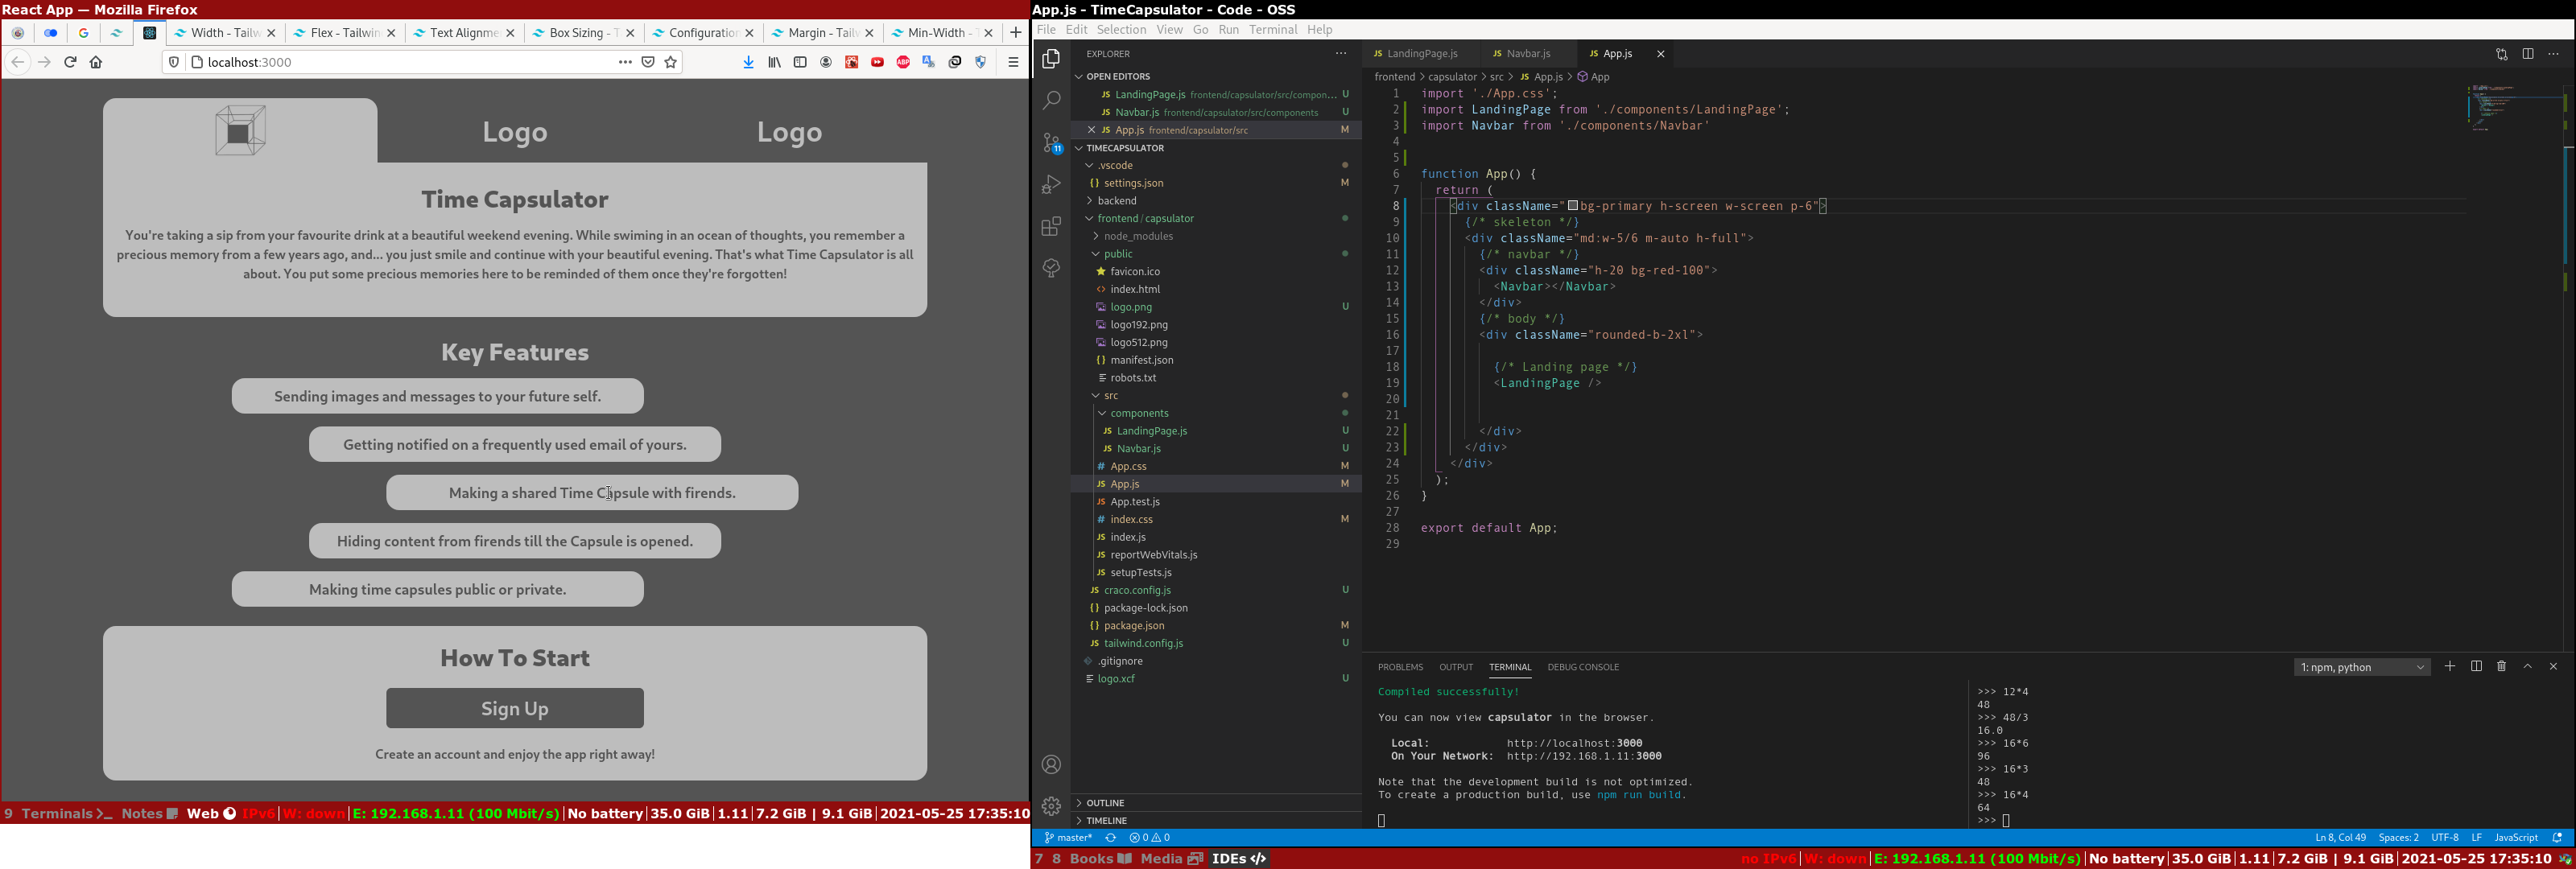 React App — Mozilla Firefox
Width - Tailw
Flex - Tailwin
Text Alignme
Box Sizing - T
Configuration
Margin - Tailw
Min-Width -
localhost:3000
Logo
Logo
Time Capsulator
You're taking a sip from your favourite drink at a beautiful weekend evening. While swiming in an ocean of thoughts, you remember a
precious memory from a few years ago, and... you just smile and continue with your beautiful evening. That's what Time Capsulator is all
about. You put some precious memories here to be reminded of them once they're forgotten!
Key Features
Sending images and messages to your future self.
Getting notified on a frequently used email of yours.
Making a shared Time Capsule with firends.
Hiding content from firends till the Capsule is opened.
Making time capsules public or private.
How To Start
Sign Up
Create an account and enjoy the app right away!
9 Terminals Notes Web IPv6|W: down|E: 192.168.1.11 (100 Mbit/s)|No battery|35.0 GiB|1.11|7.2 GiB | 9.1 GiB|2021-05-25 17:35:10
App.js - TimeCapsulator - Code - OSS
File Edit Selection View Go Run Terminal Help
EXPLORER
OPEN EDITORS
LandingPage.js frontend/capsulator/src/compon... U
Navbar.js frontend/capsulator/src/components U
App.js frontend/capsulator/src M
TIMECAPSULATOR
.vscode
settings.json M
backend
frontend / capsulator
node_modules
public
favicon.ico
index.html
logo.png U
logo192.png
logo512.png
manifest.json
robots.txt
src
components
LandingPage.js U
Navbar.js U
App.css M
App.js M
App.test.js
index.css M
index.js
reportWebVitals.js
setupTests.js
craco.config.js U
package-lock.json
package.json M
tailwind.config.js U
.gitignore
logo.xcf U
OUTLINE
TIMELINE
11
LandingPage.js
Navbar.js
App.js
frontend > capsulator > src > App.js > App
1 import './App.css';
2 import LandingPage from './components/LandingPage';
3 import Navbar from './components/Navbar'
4
5
6 function App() {
7 return (
8 <div className="bg-primary h-screen w-screen p-6">
9 {/* skeleton */}
10 <div className="md:w-5/6 m-auto h-full">
11 {/* navbar */}
12 <div className="h-20 bg-red-100">
13 <Navbar></Navbar>
14 </div>
15 {/* body */}
16 <div className="rounded-b-2xl">
17
18 {/* Landing page */}
19 <LandingPage />
20
21
22 </div>
23 </div>
24 </div>
25 );
26 }
27
28 export default App;
29
PROBLEMS OUTPUT TERMINAL DEBUG CONSOLE
1: npm, python
Compiled successfully!
You can now view capsulator in the browser.
Local: http://localhost:3000
On Your Network: http://192.168.1.11:3000
Note that the development build is not optimized.
To create a production build, use npm run build.
>>> 12*4
48
>>> 48/3
16.0
>>> 16*6
96
>>> 16*3
48
>>> 16*4
64
>>>
master* 0 0
Ln 8, Col 49 Spaces: 2 UTF-8 LF JavaScript
7 8 Books Media IDEs
no IPv6|W: down|E: 192.168.1.11 (100 Mbit/s)|No battery|35.0 GiB|1.11|7.2 GiB | 9.1 GiB|2021-05-25 17:35:10